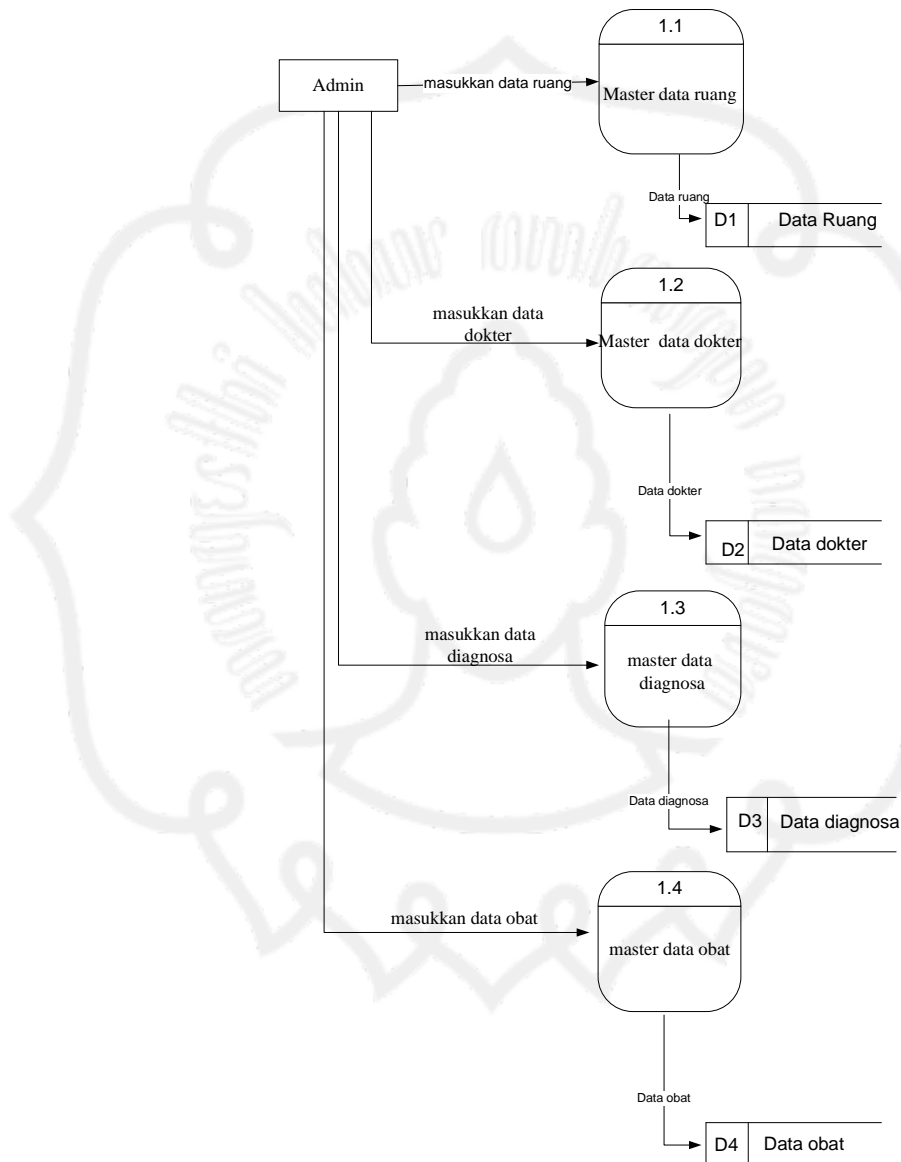 1.1
Admin
masukkan data ruang
Master data ruang
Data ruang
D1
Data Ruang
1.2
masukkan data
dokter
Master data dokter
Data dokter
D2
Data dokter
1.3
masukkan data
diagnosa
master data
diagnosa
Data diagnosa
D3
Data diagnosa
1.4
masukkan data obat
master data obat
Data obat
D4
Data obat